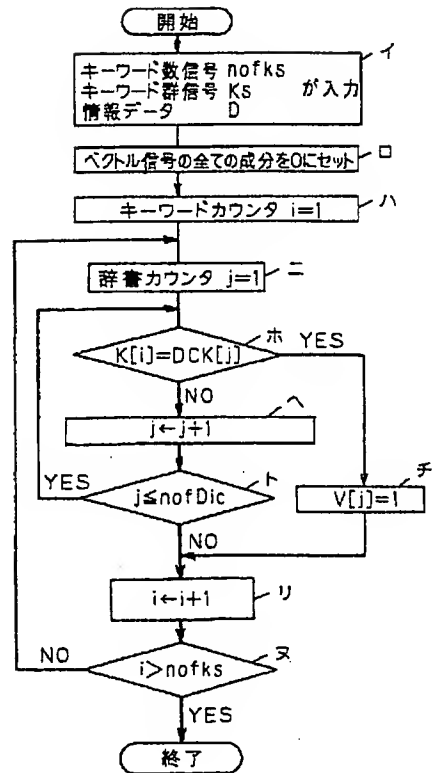 開始
イ
キーワード数信号 nofks
キーワード群信号 Ks が入力
情報データ D
ロ
ベクトル信号の全ての成分を0にセット
ハ
キーワードカウンタ i=1
ニ
辞書カウンタ j=1
ホ
K[i]=DCK[j]
YES
NO
ヘ
j←j+1
ト
YES
j≤nofDic
チ
V[j]=1
NO
リ
i←i+1
ヌ
NO
i>nofks
YES
終了